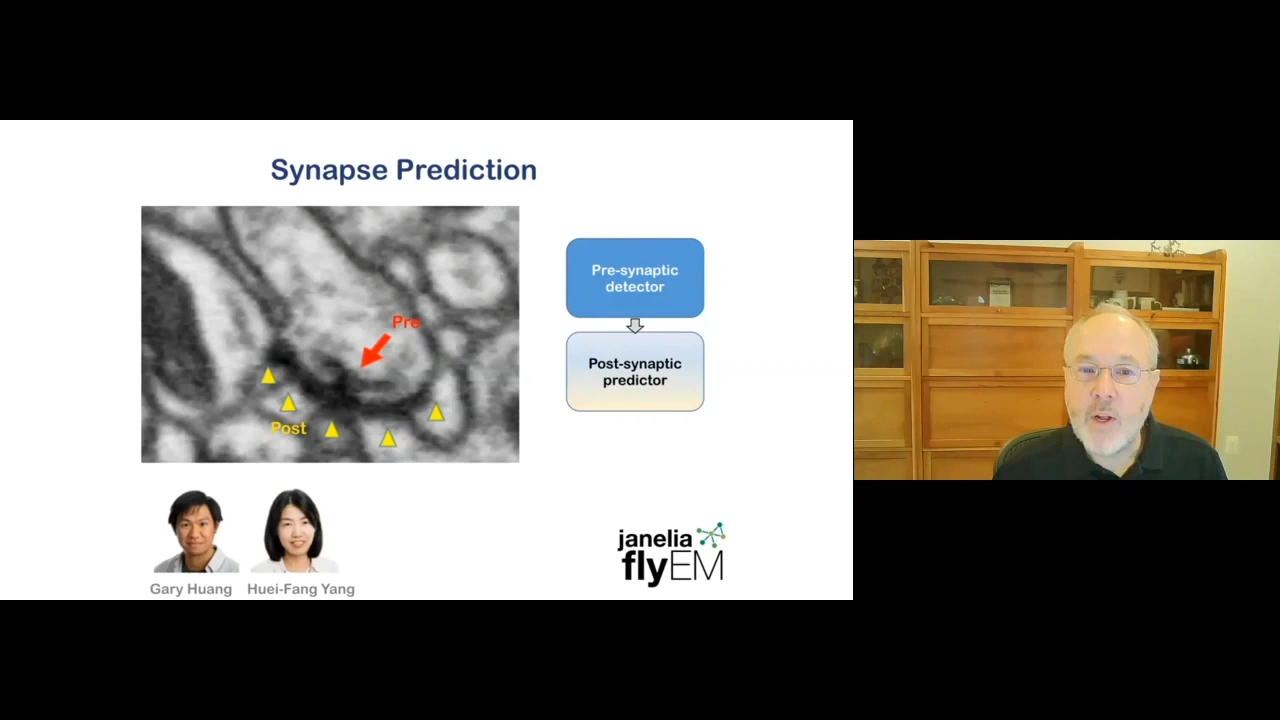 Synapse Prediction
Pre
Post
Pre-synaptic
detector
Post-synaptic
predictor
Gary Huang
Huei-Fang Yang
janelia
flyEM